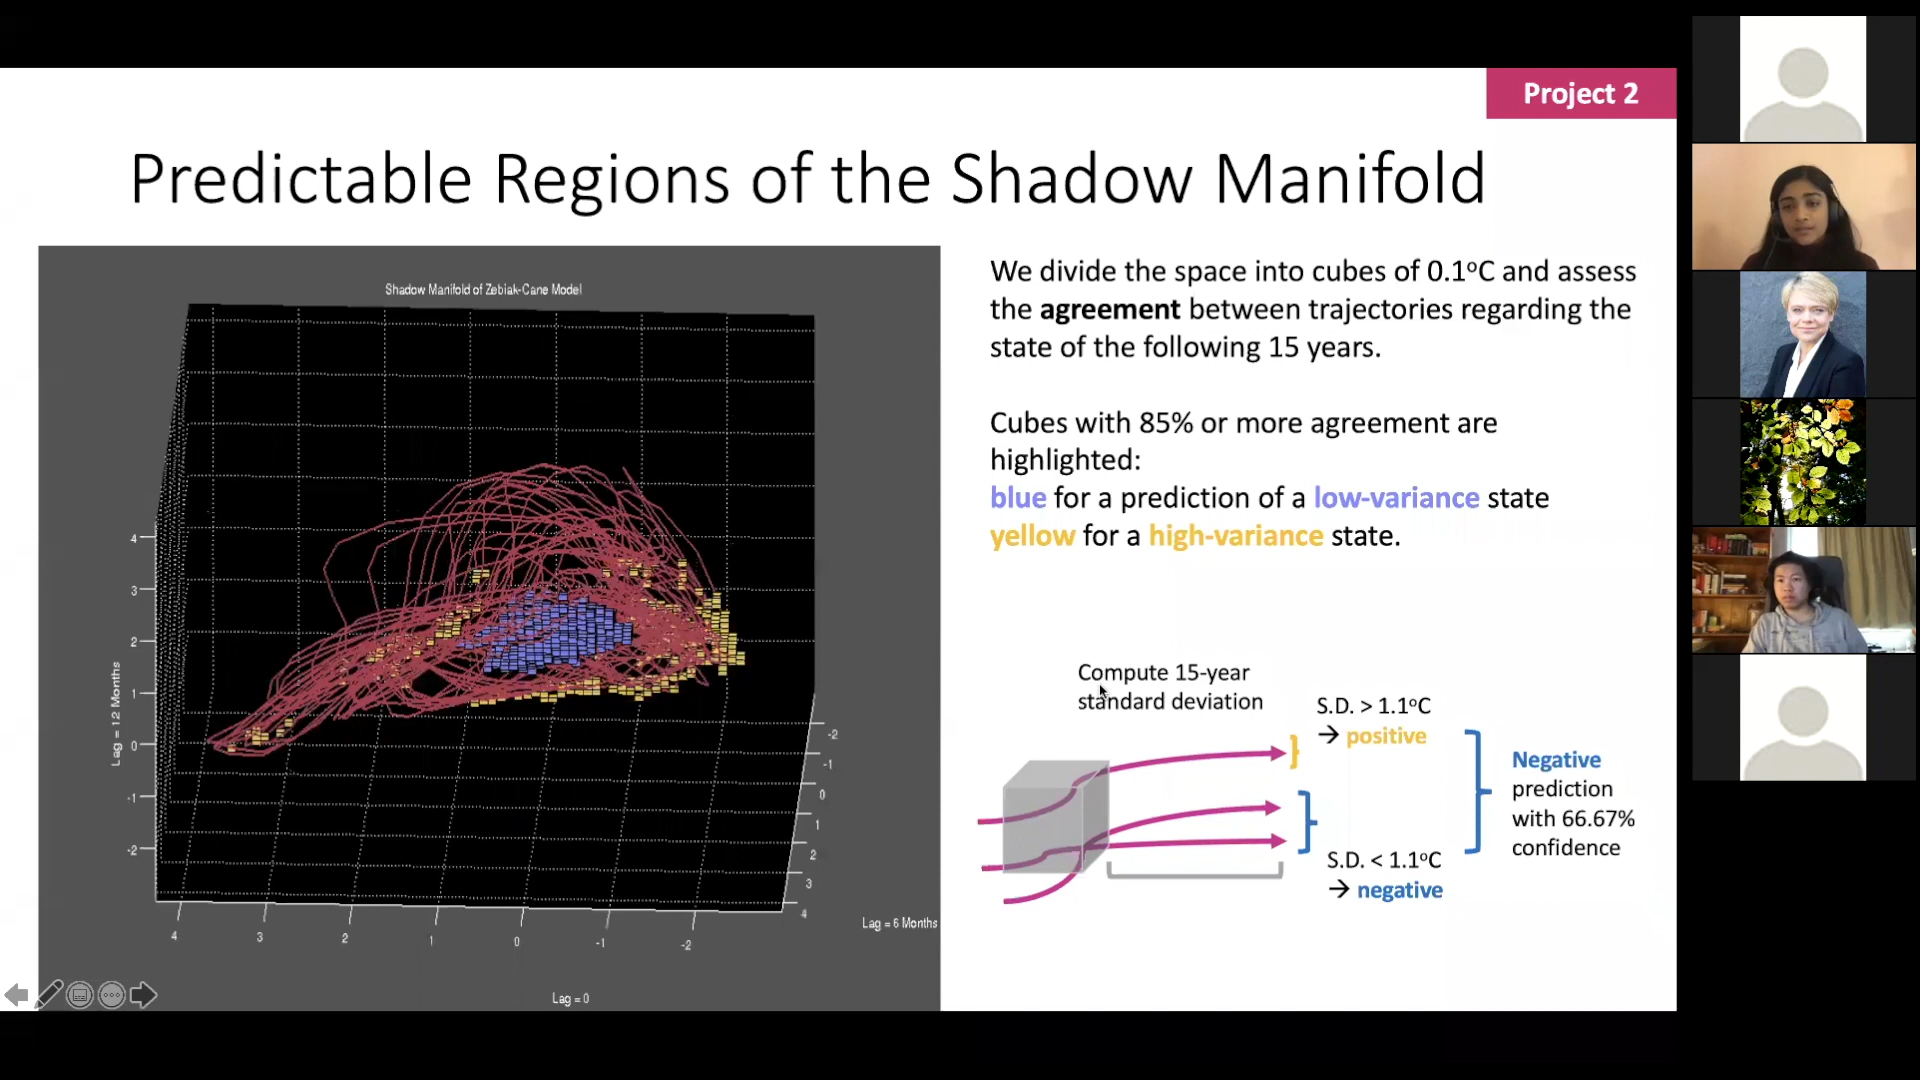 Project 2
Predictable Regions of the Shadow Manifold
Shadow Manifold of Zebiak-Cane Model
4
3
2
1
0
-1
-2
Lag = 12 Months
-2
-1
0
1
2
3
4
Lag = 6 Months
4
3
2
1
0
-1
-2
Lag = 0
We divide the space into cubes of 0.1ºC and assess
the agreement between trajectories regarding the
state of the following 15 years.
Cubes with 85% or more agreement are
highlighted:
blue for a prediction of a low-variance state
yellow for a high-variance state.
Compute 15-year
standard deviation
S.D. > 1.1ºC
→ positive
S.D. < 1.1ºC
→ negative
Negative
prediction
with 66.67%
confidence